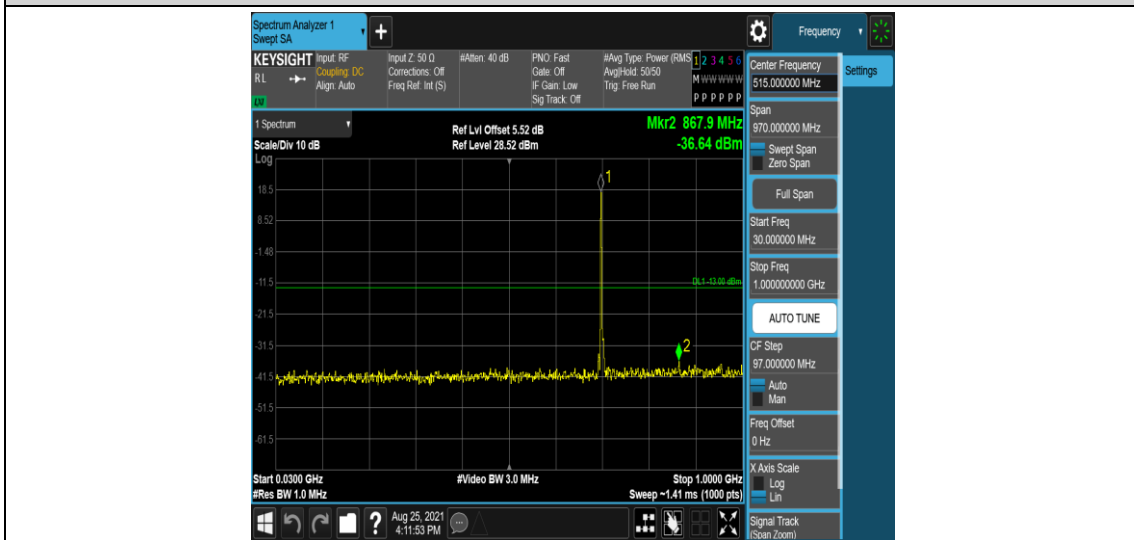 Spectrum Analyzer 1
Swept SA
+
Frequency
KEYSIGHT
RL
LXI
Input: RF
Coupling: DC
Align: Auto
Input Z: 50 Ω
Corrections: Off
Freq Ref: Int (S)
#Atten: 40 dB
PNO: Fast
Gate: Off
IF Gain: Low
Sig Track: Off
#Avg Type: Power (RMS
Avg|Hold: 50/50
Trig: Free Run
1 2 3 4 5 6
M W W W W W
P P P P P P
1 Spectrum
Scale/Div 10 dB
Log
Ref Lvl Offset 5.52 dB
Ref Level 28.52 dBm
Mkr2 867.9 MHz
-36.64 dBm
1
18.5
8.52
-1.48
-11.5
DL1 -13.00 dBm
-21.5
-31.5
2
-41.5
-51.5
-61.5
Start 0.0300 GHz
#Res BW 1.0 MHz
#Video BW 3.0 MHz
Stop 1.0000 GHz
Sweep ~1.41 ms (1000 pts)
Center Frequency
515.000000 MHz
Settings
Span
970.000000 MHz
Swept Span
Zero Span
Full Span
Start Freq
30.000000 MHz
Stop Freq
1.000000000 GHz
AUTO TUNE
CF Step
97.000000 MHz
Auto
Man
Freq Offset
0 Hz
X Axis Scale
Log
Lin
Signal Track
(Span Zoom)
?
Aug 25, 2021
4:11:53 PM